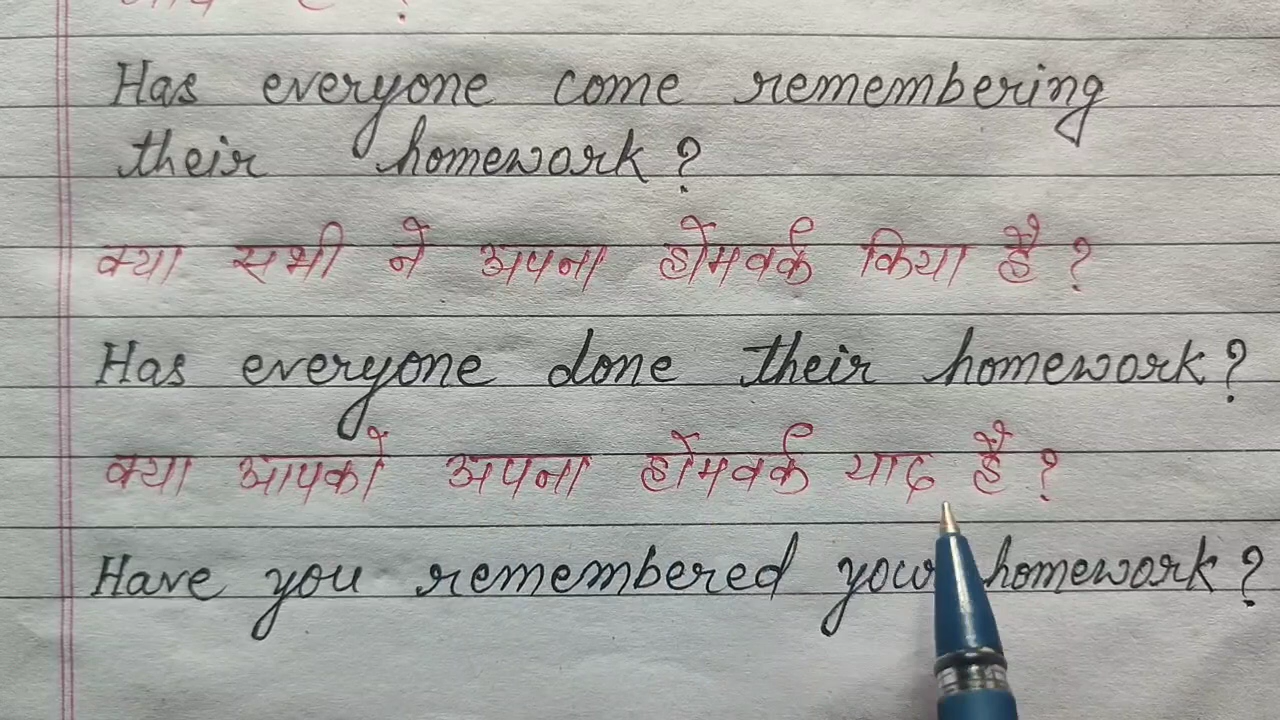 Has everyone come remembering
their homework?
क्या सभी ने अपना होमवर्क किया है?
Has everyone done their homework?
क्या आपको अपना होमवर्क याद है?
Have you remembered your homework?